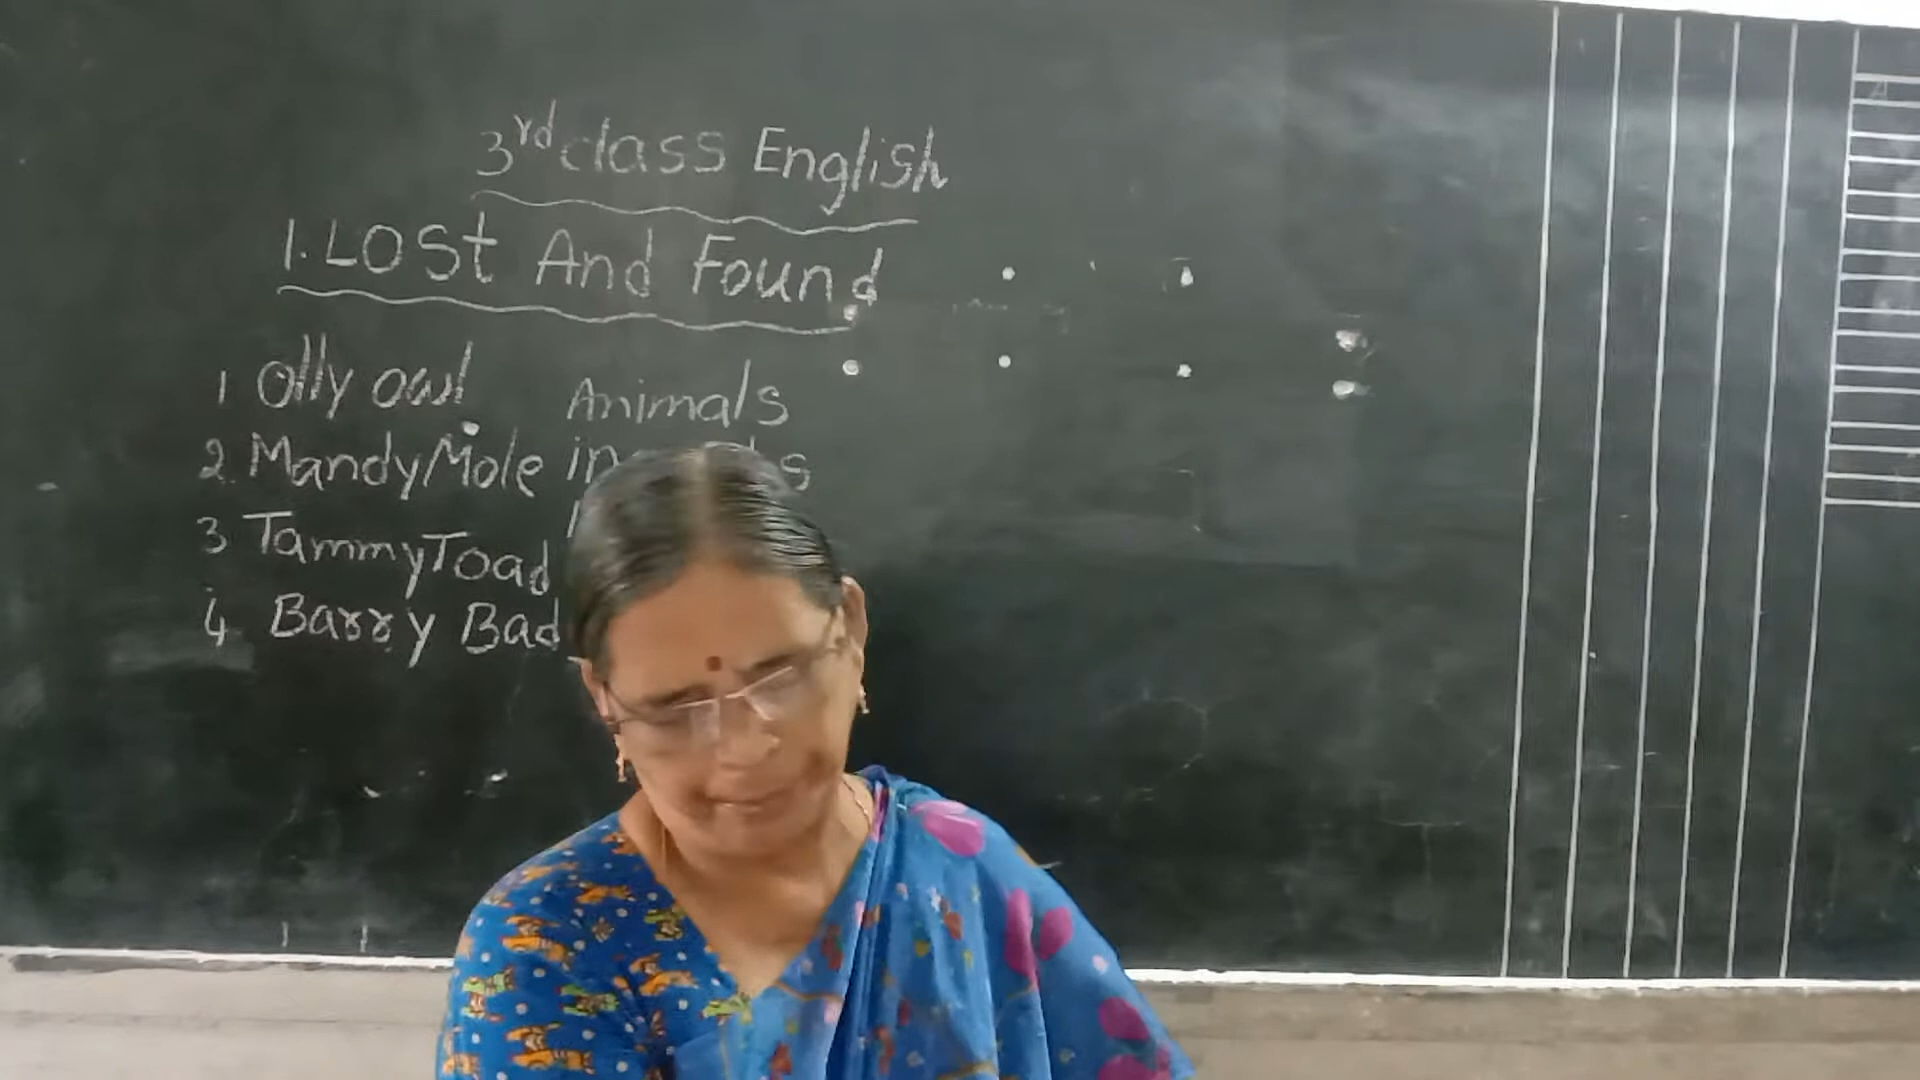 3rd class English
1. LOSt And Found
1 Olly owl
2. Mandy Mole
3 Tammy Toad
4 Barry Bad
Animals